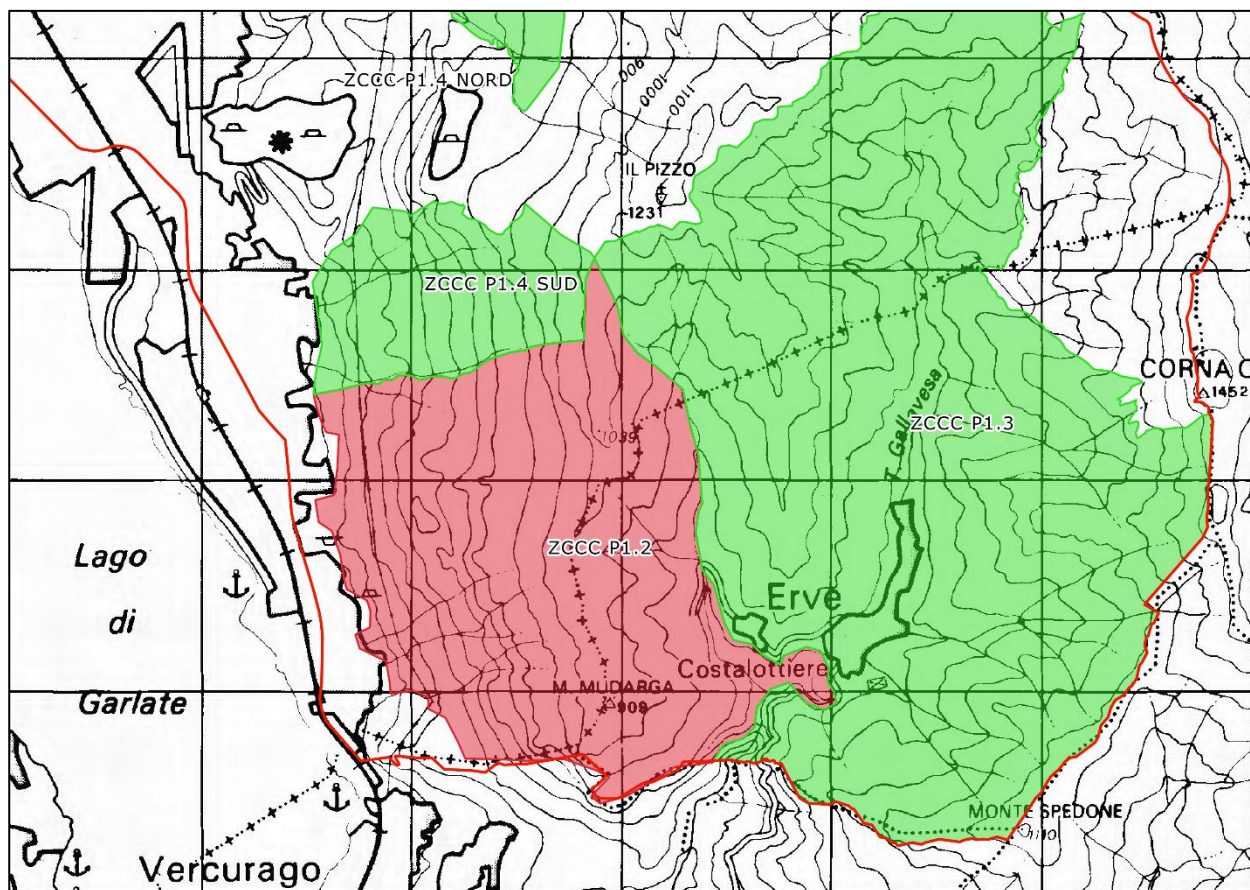 ZCCC P1.4 NORD
900
1000
1100
IL PIZZO
1231
ZCCC P1.4 SUD
CORNA C
1452
T. Gallavesa
ZCCC P1.3
1039
ZCCC P1.2
Lago
di
Garlate
Erve
Costalottiere
M. MUDARGA
909
MONTE SPEDONE
1110
Vercurago